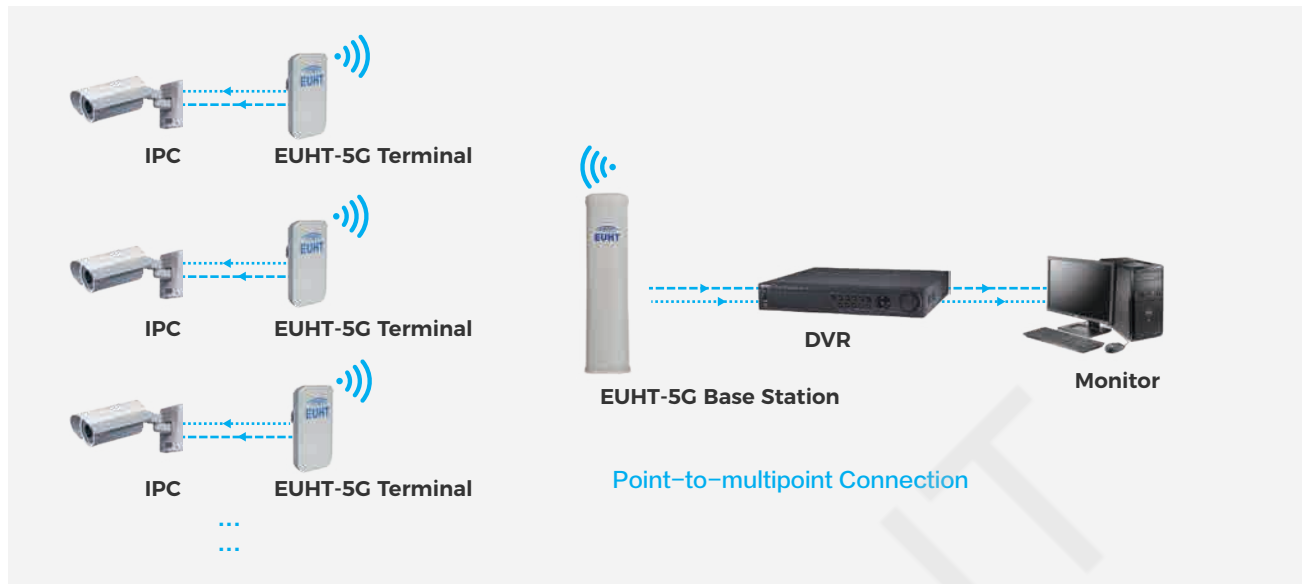 EUHT
IPC
EUHT-5G Terminal
EUHT
IPC
EUHT-5G Terminal
EUHT
IPC
EUHT-5G Terminal
...
...
EUHT
EUHT-5G Base Station
DVR
Monitor
Point-to-multipoint Connection